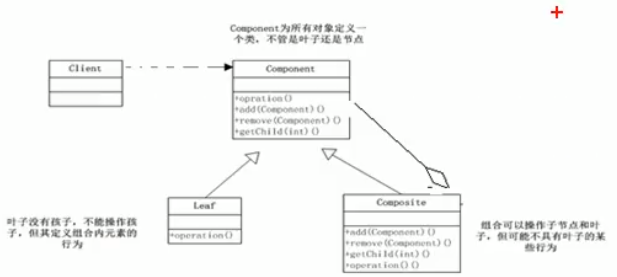 Component为所有对象定义一
个类，不管是叶子还是节点
Client
Component
+opration()
+add(Component)()
+remove(Component)()
+getChild(int)()
叶子没有孩子，不能操作孩
子，但其定义组合内元素的
行为
Leaf
+operation()
Composite
+add(Component)()
+remove(Component)()
+getChild(int)()
+operation()
组合可以操作子节点和叶
子，但可能不具有叶子的某
些行为